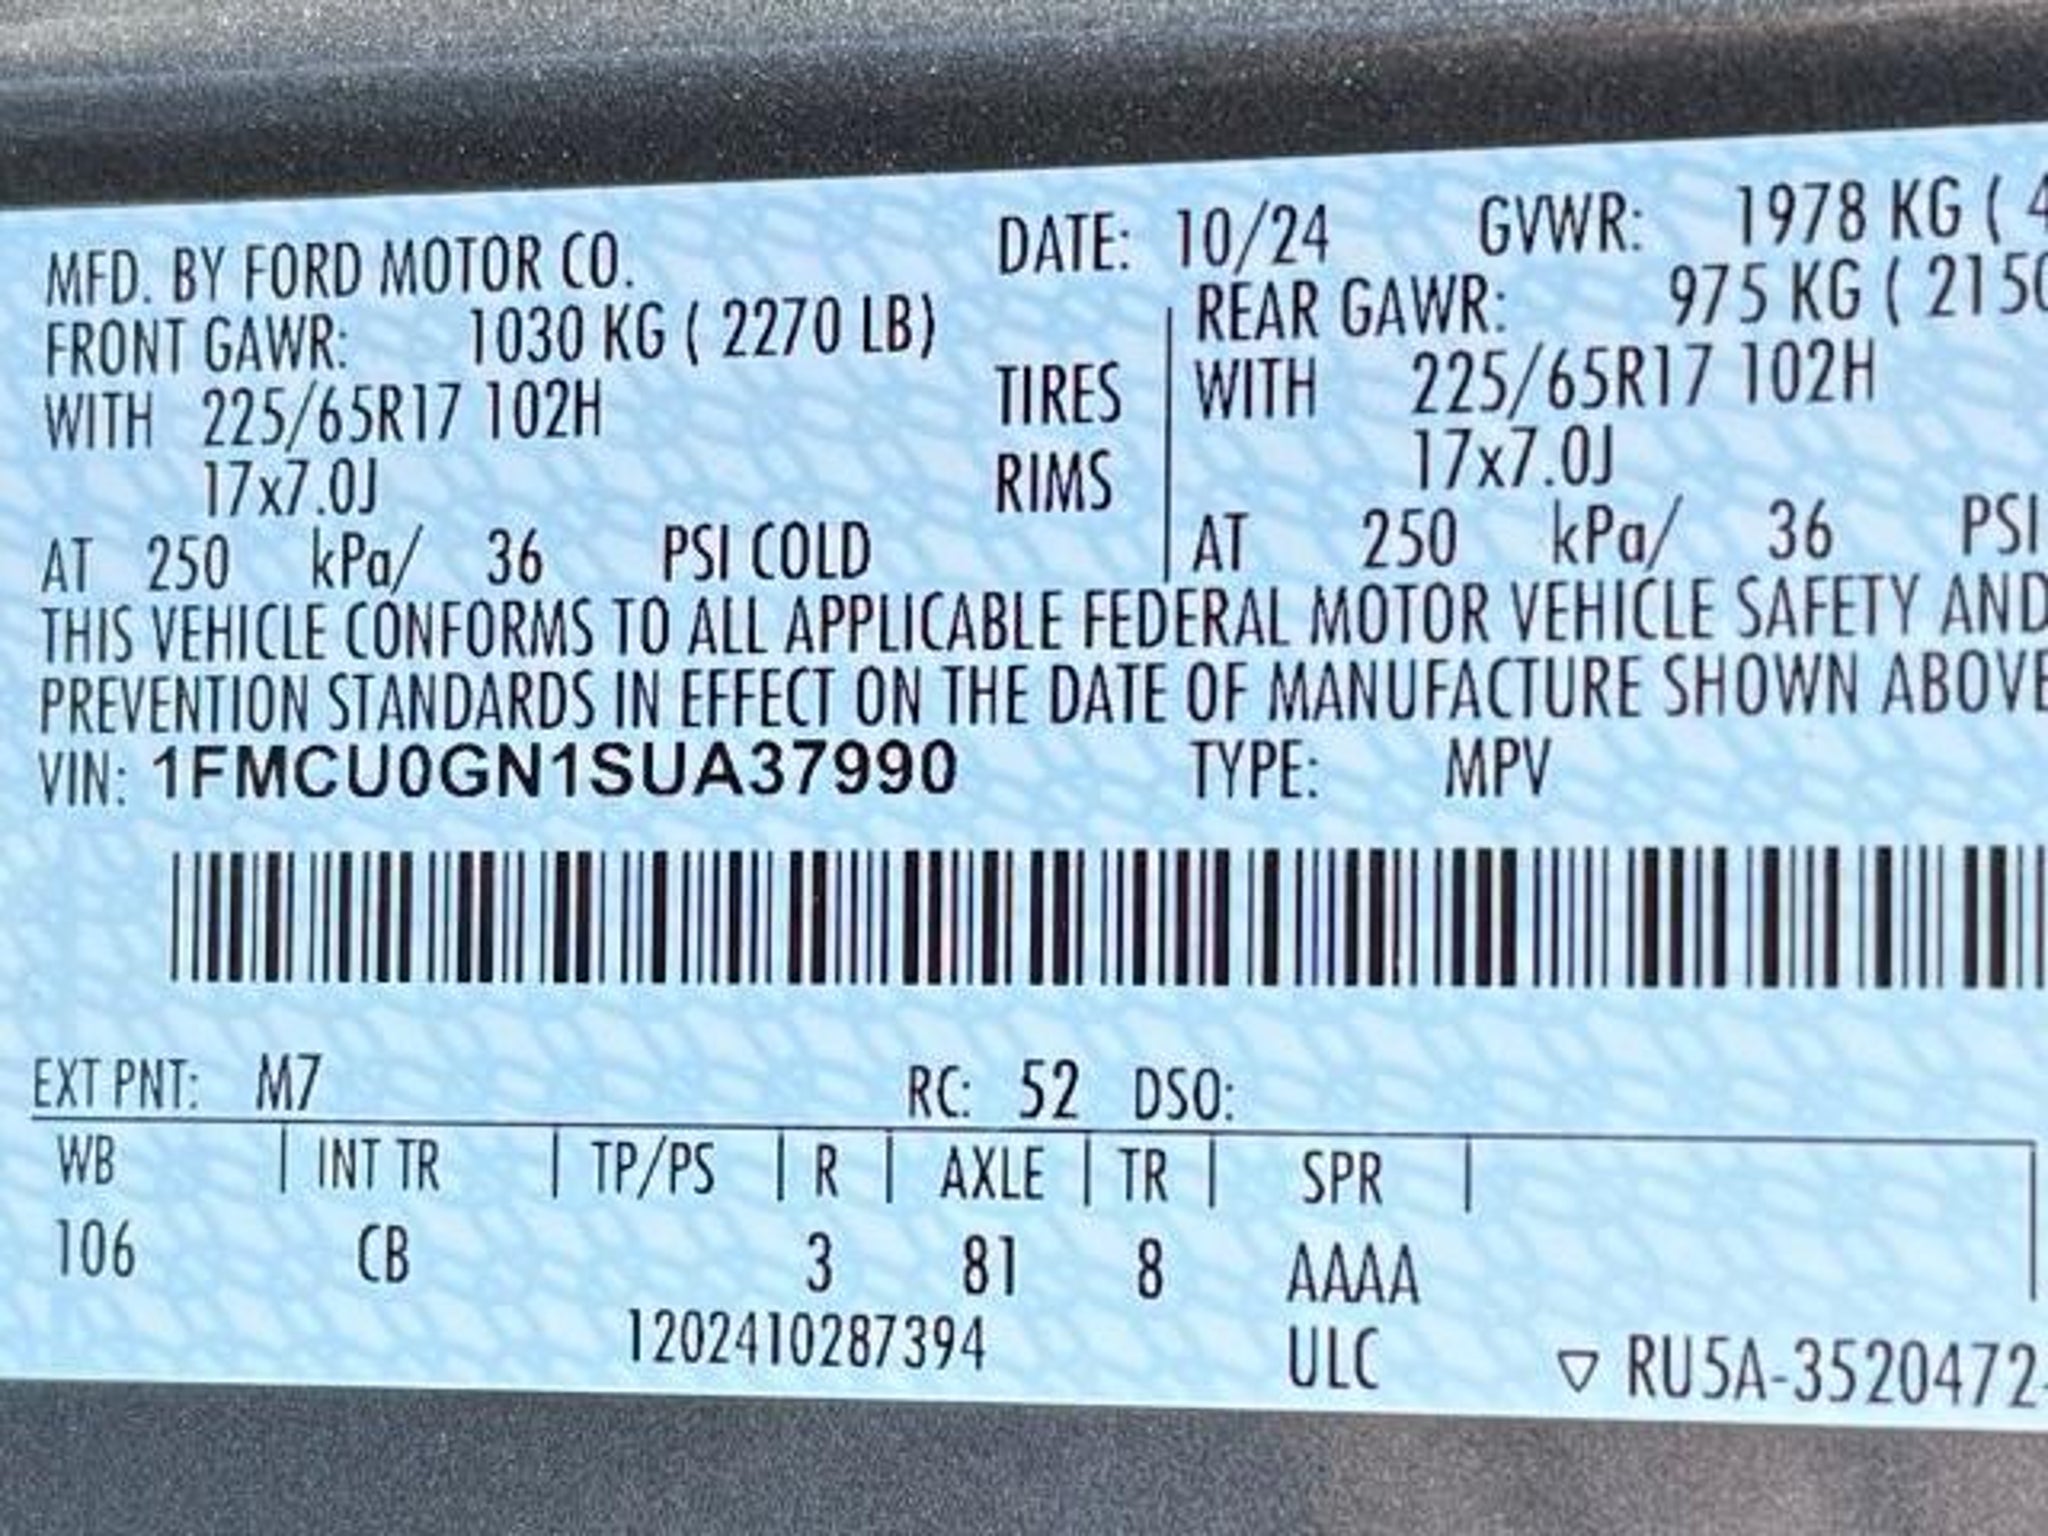 MFD. BY FORD MOTOR CO. DATE: 10/24 GVWR: 1978 KG ( 4
FRONT GAWR: 1030 KG ( 2270 LB) REAR GAWR: 975 KG ( 2150
WITH 225/65R17 102H TIRES WITH 225/65R17 102H
17x7.0J RIMS 17x7.0J
AT 250 kPa/ 36 PSI COLD AT 250 kPa/ 36 PSI
THIS VEHICLE CONFORMS TO ALL APPLICABLE FEDERAL MOTOR VEHICLE SAFETY AND
PREVENTION STANDARDS IN EFFECT ON THE DATE OF MANUFACTURE SHOWN ABOVE
VIN: 1FMCU0GN1SUA37990 TYPE: MPV
EXT PNT: M7 RC: 52 DSO:
WB | INT TR | TP/PS | R | AXLE | TR | SPR |
106 CB 3 81 8 AAAA
1202410287394 ULC ▽ RU5A-3520472-